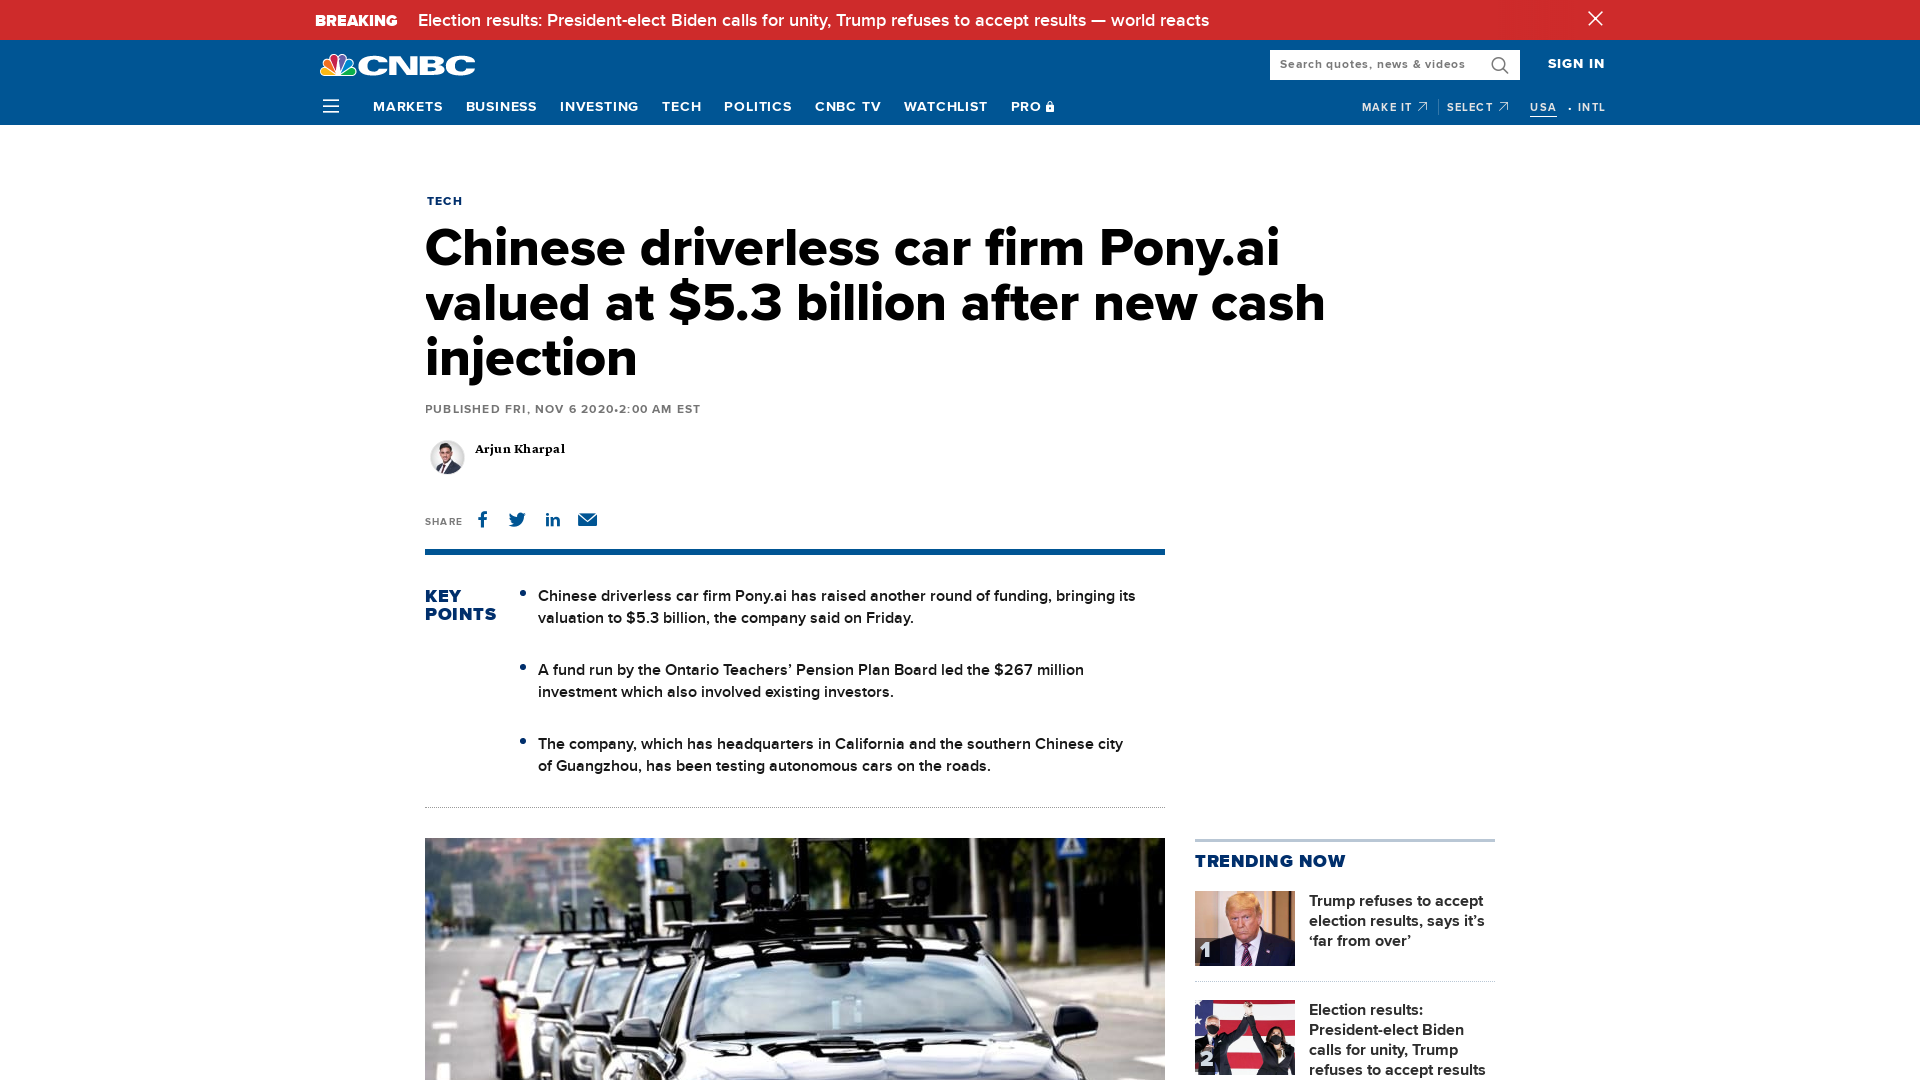 BREAKING Election results: President-elect Biden calls for unity, Trump refuses to accept results — world reacts
CNBC
Search quotes, news & videos
SIGN IN
MARKETS BUSINESS INVESTING TECH POLITICS CNBC TV WATCHLIST PRO
MAKE IT SELECT USA • INTL
TECH
Chinese driverless car firm Pony.ai
valued at $5.3 billion after new cash
injection
PUBLISHED FRI, NOV 6 2020•2:00 AM EST
Arjun Kharpal
SHARE
KEY
POINTS
• Chinese driverless car firm Pony.ai has raised another round of funding, bringing its
valuation to $5.3 billion, the company said on Friday.
• A fund run by the Ontario Teachers’ Pension Plan Board led the $267 million
investment which also involved existing investors.
• The company, which has headquarters in California and the southern Chinese city
of Guangzhou, has been testing autonomous cars on the roads.
TRENDING NOW
1
Trump refuses to accept
election results, says it’s
‘far from over’
2
Election results:
President-elect Biden
calls for unity, Trump
refuses to accept results